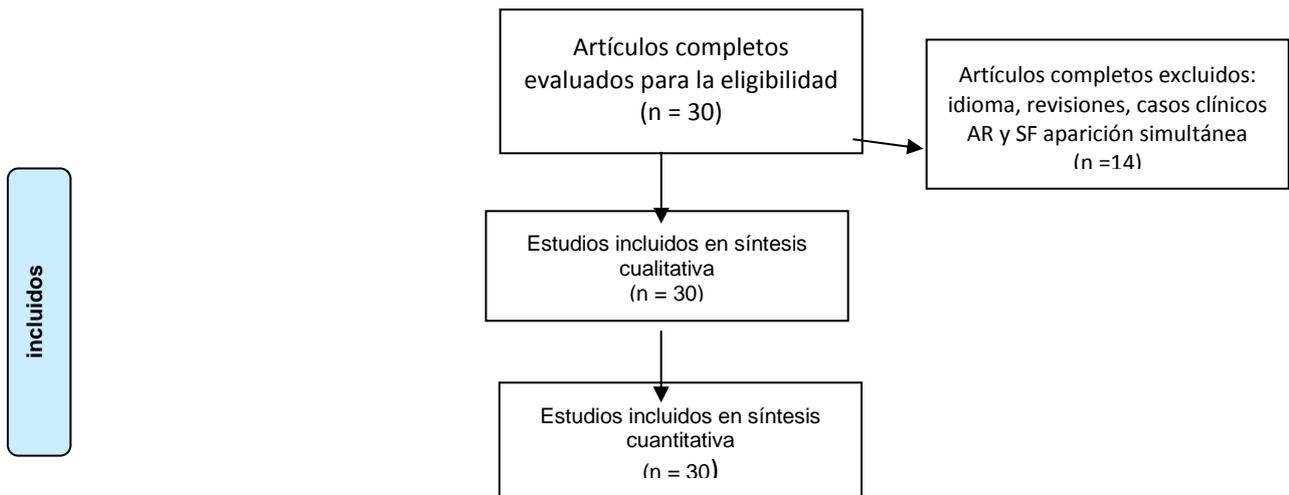 Artículos completos
evaluados para la eligibilidad
(n = 30)
Artículos completos excluidos:
idioma, revisiones, casos clínicos
AR y SF aparición simultánea
(n =14)
incluidos
Estudios incluidos en síntesis
cualitativa
(n = 30)
Estudios incluidos en síntesis
cuantitativa
(n = 30)